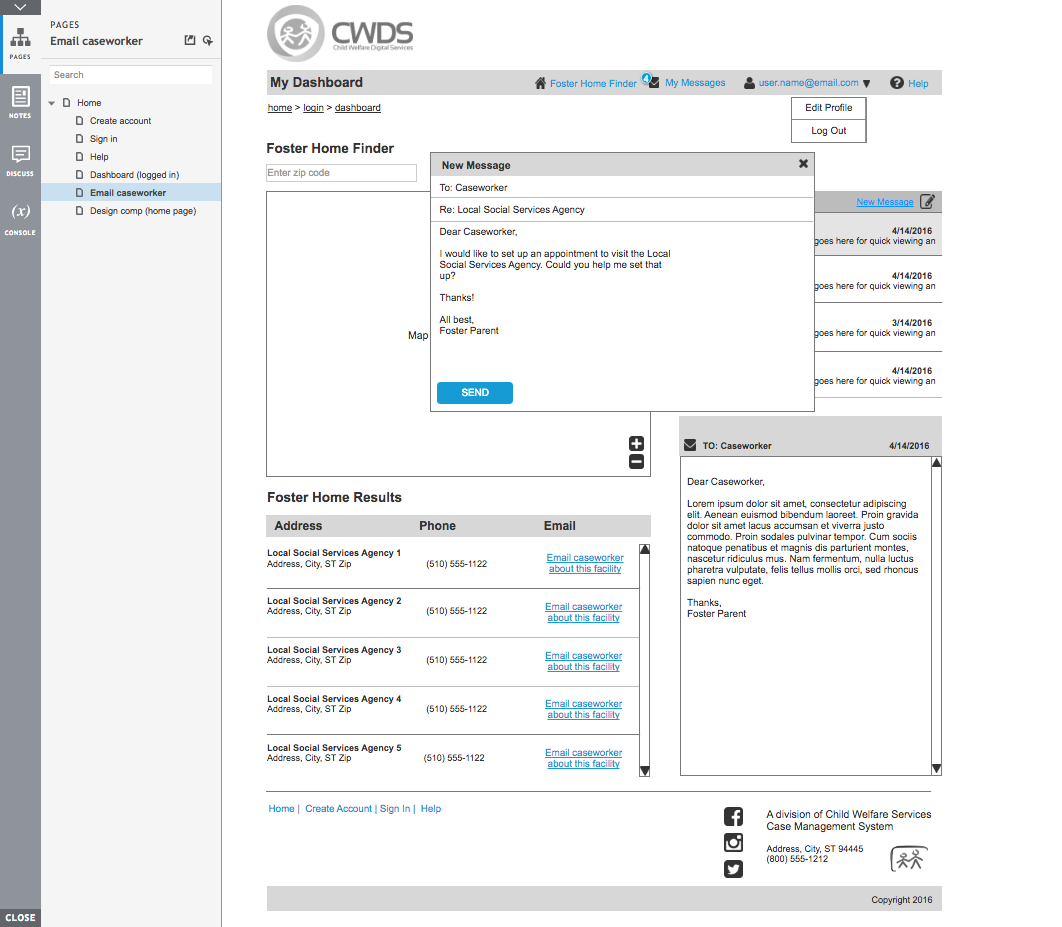 PAGES
Email caseworker
PAGES
Search
NOTES
DISCUSS
(x)
CONSOLE
CLOSE
Home
Create account
Sign in
Help
Dashboard (logged in)
Email caseworker
Design comp (home page)
CWDS
Child Welfare Digital Services
My Dashboard
Foster Home Finder
4
My Messages
user.name@email.com
Help
home > login > dashboard
Edit Profile
Log Out
Foster Home Finder
Enter zip code
Map
New Message
To: Caseworker
Re: Local Social Services Agency
Dear Caseworker,
I would like to set up an appointment to visit the Local
Social Services Agency. Could you help me set that
up?
Thanks!
All best,
Foster Parent
SEND
New Message
4/14/2016
goes here for quick viewing an
4/14/2016
goes here for quick viewing an
3/14/2016
goes here for quick viewing an
4/14/2016
goes here for quick viewing an
TO: Caseworker 4/14/2016
Dear Caseworker,
Lorem ipsum dolor sit amet, consectetur adipiscing
elit. Aenean euismod bibendum laoreet. Proin gravida
dolor sit amet lacus accumsan et viverra justo
commodo. Proin sodales pulvinar tempor. Cum sociis
natoque penatibus et magnis dis parturient montes,
nascetur ridiculus mus. Nam fermentum, nulla luctus
pharetra vulputate, felis tellus mollis orci, sed rhoncus
sapien nunc eget.
Thanks,
Foster Parent
Foster Home Results
Address Phone Email
Local Social Services Agency 1
Address, City, ST Zip
(510) 555-1122
Email caseworker
about this facility
Local Social Services Agency 2
Address, City, ST Zip
(510) 555-1122
Email caseworker
about this facility
Local Social Services Agency 3
Address, City, ST Zip
(510) 555-1122
Email caseworker
about this facility
Local Social Services Agency 4
Address, City, ST Zip
(510) 555-1122
Email caseworker
about this facility
Local Social Services Agency 5
Address, City, ST Zip
(510) 555-1122
Email caseworker
about this facility
Home | Create Account | Sign In | Help
A division of Child Welfare Services
Case Management System
Address, City, ST 94445
(800) 555-1212
Copyright 2016